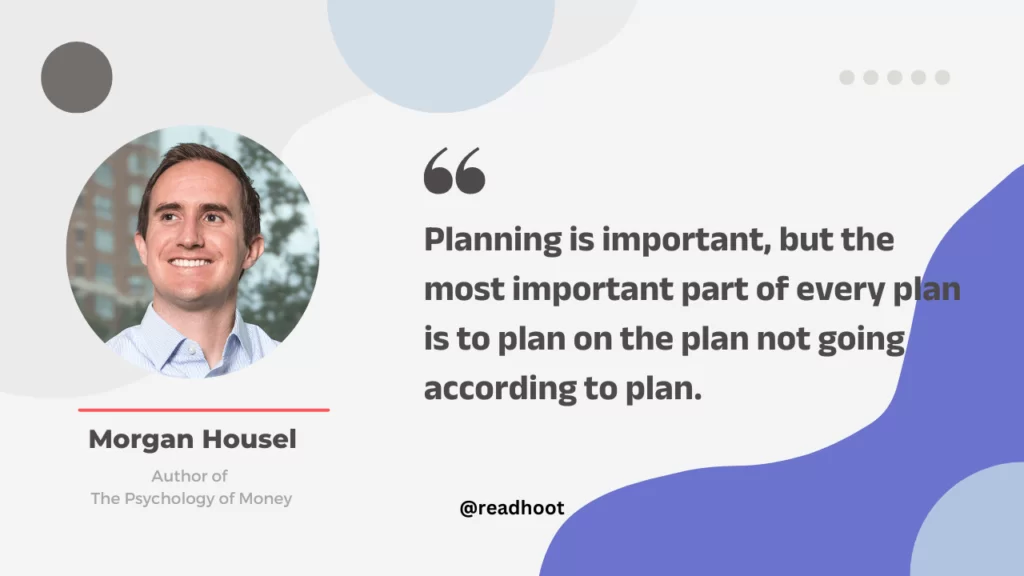 “
Planning is important, but the
most important part of every plan
is to plan on the plan not going
according to plan.
Morgan Housel
Author of
The Psychology of Money
@readhoot